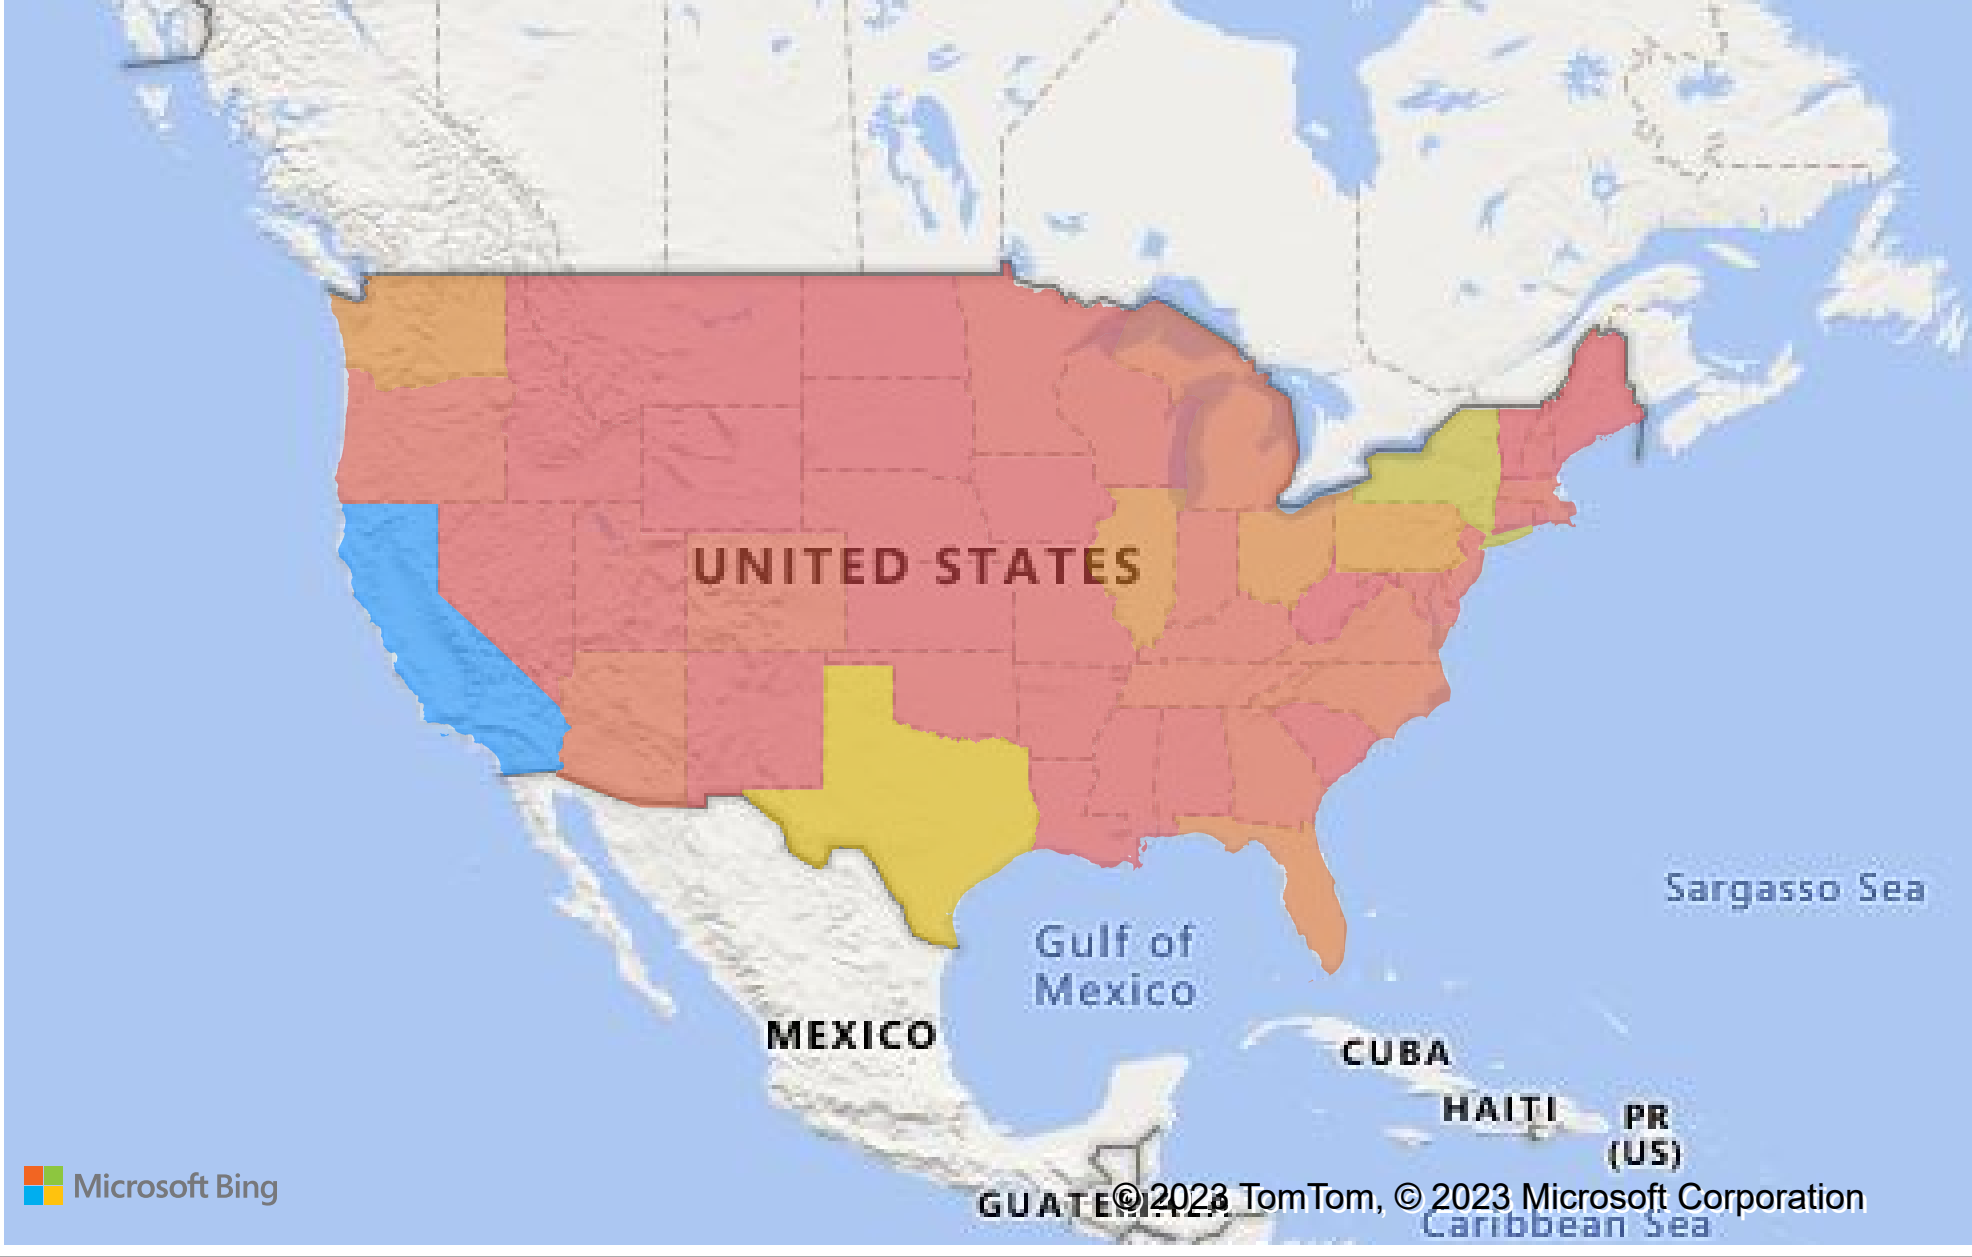 UNITED STATES
Sargasso Sea
Gulf of
Mexico
MEXICO
CUBA
HAITI
PR
(US)
Microsoft Bing
© 2023 TomTom, © 2023 Microsoft Corporation
Caribbean Sea